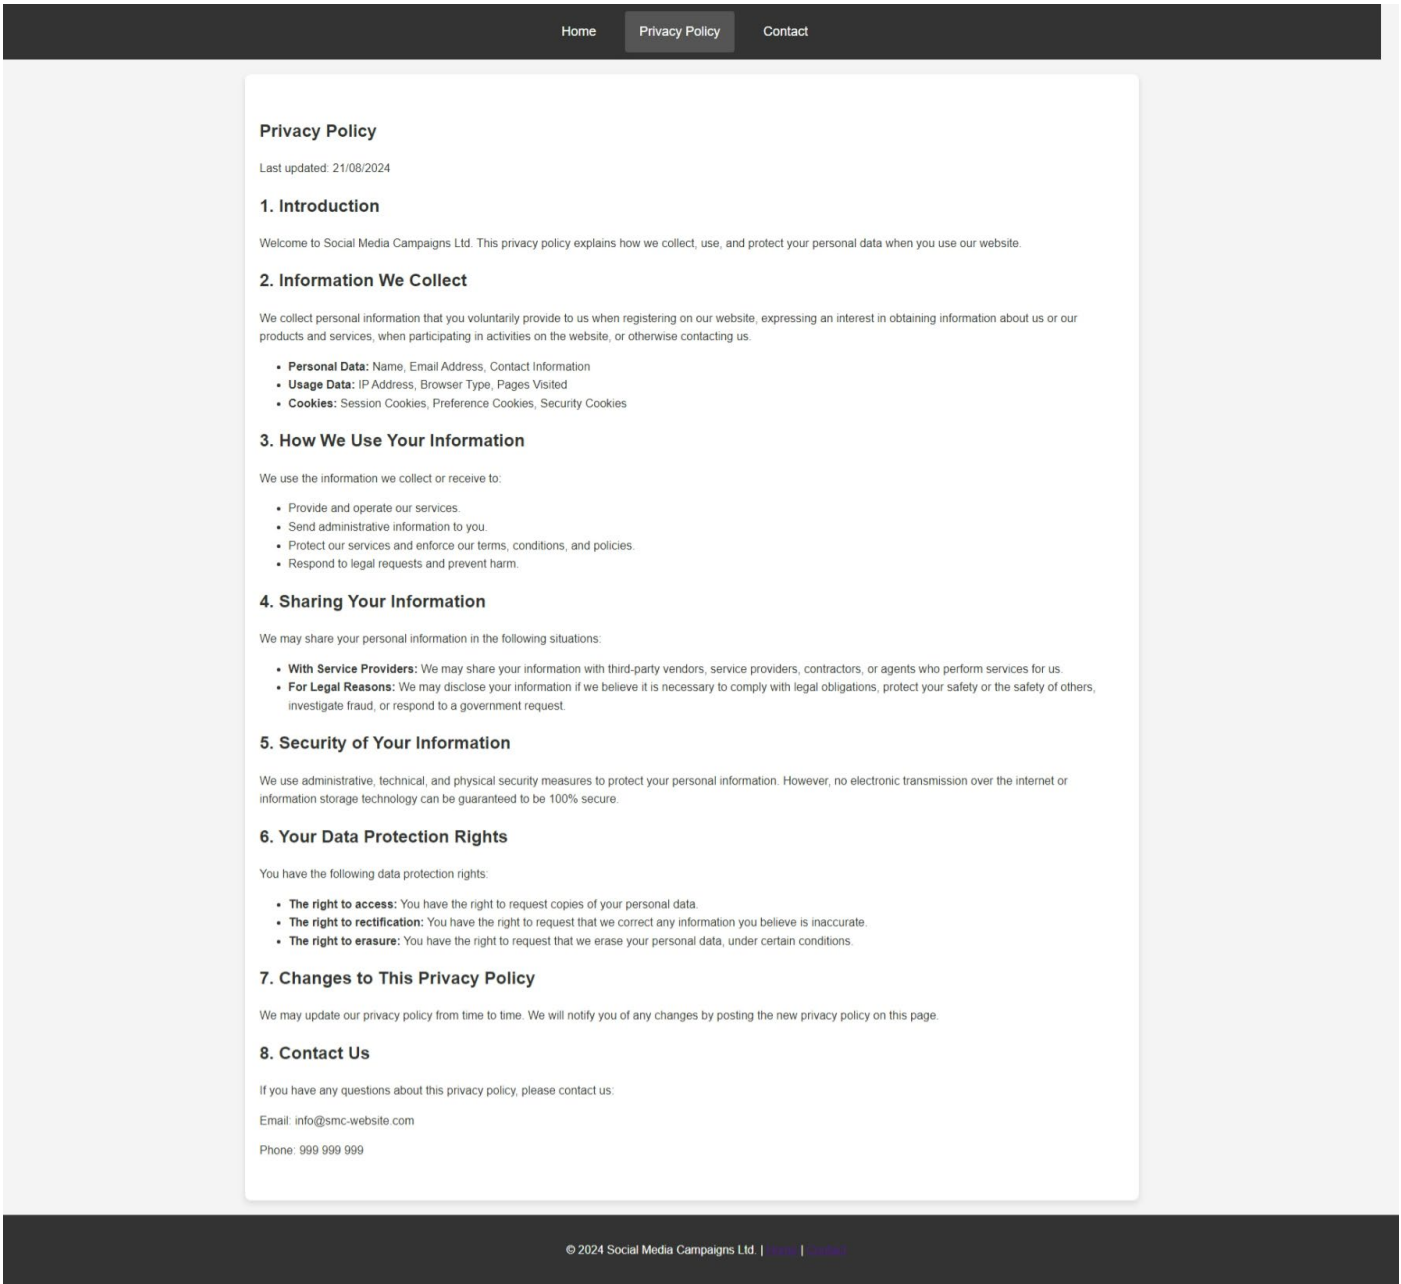 Home Privacy Policy Contact
Privacy Policy
Last updated: 21/08/2024
1. Introduction
Welcome to Social Media Campaigns Ltd. This privacy policy explains how we collect, use, and protect your personal data when you use our website.
2. Information We Collect
We collect personal information that you voluntarily provide to us when registering on our website, expressing an interest in obtaining information about us or our
products and services, when participating in activities on the website, or otherwise contacting us.
• Personal Data: Name, Email Address, Contact Information
• Usage Data: IP Address, Browser Type, Pages Visited
• Cookies: Session Cookies, Preference Cookies, Security Cookies
3. How We Use Your Information
We use the information we collect or receive to:
• Provide and operate our services.
• Send administrative information to you.
• Protect our services and enforce our terms, conditions, and policies.
• Respond to legal requests and prevent harm.
4. Sharing Your Information
We may share your personal information in the following situations:
• With Service Providers: We may share your information with third-party vendors, service providers, contractors, or agents who perform services for us.
• For Legal Reasons: We may disclose your information if we believe it is necessary to comply with legal obligations, protect your safety or the safety of others,
investigate fraud, or respond to a government request.
5. Security of Your Information
We use administrative, technical, and physical security measures to protect your personal information. However, no electronic transmission over the internet or
information storage technology can be guaranteed to be 100% secure.
6. Your Data Protection Rights
You have the following data protection rights:
• The right to access: You have the right to request copies of your personal data.
• The right to rectification: You have the right to request that we correct any information you believe is inaccurate.
• The right to erasure: You have the right to request that we erase your personal data, under certain conditions.
7. Changes to This Privacy Policy
We may update our privacy policy from time to time. We will notify you of any changes by posting the new privacy policy on this page.
8. Contact Us
If you have any questions about this privacy policy, please contact us:
Email: info@smc-website.com
Phone: 999 999 999
© 2024 Social Media Campaigns Ltd. | |